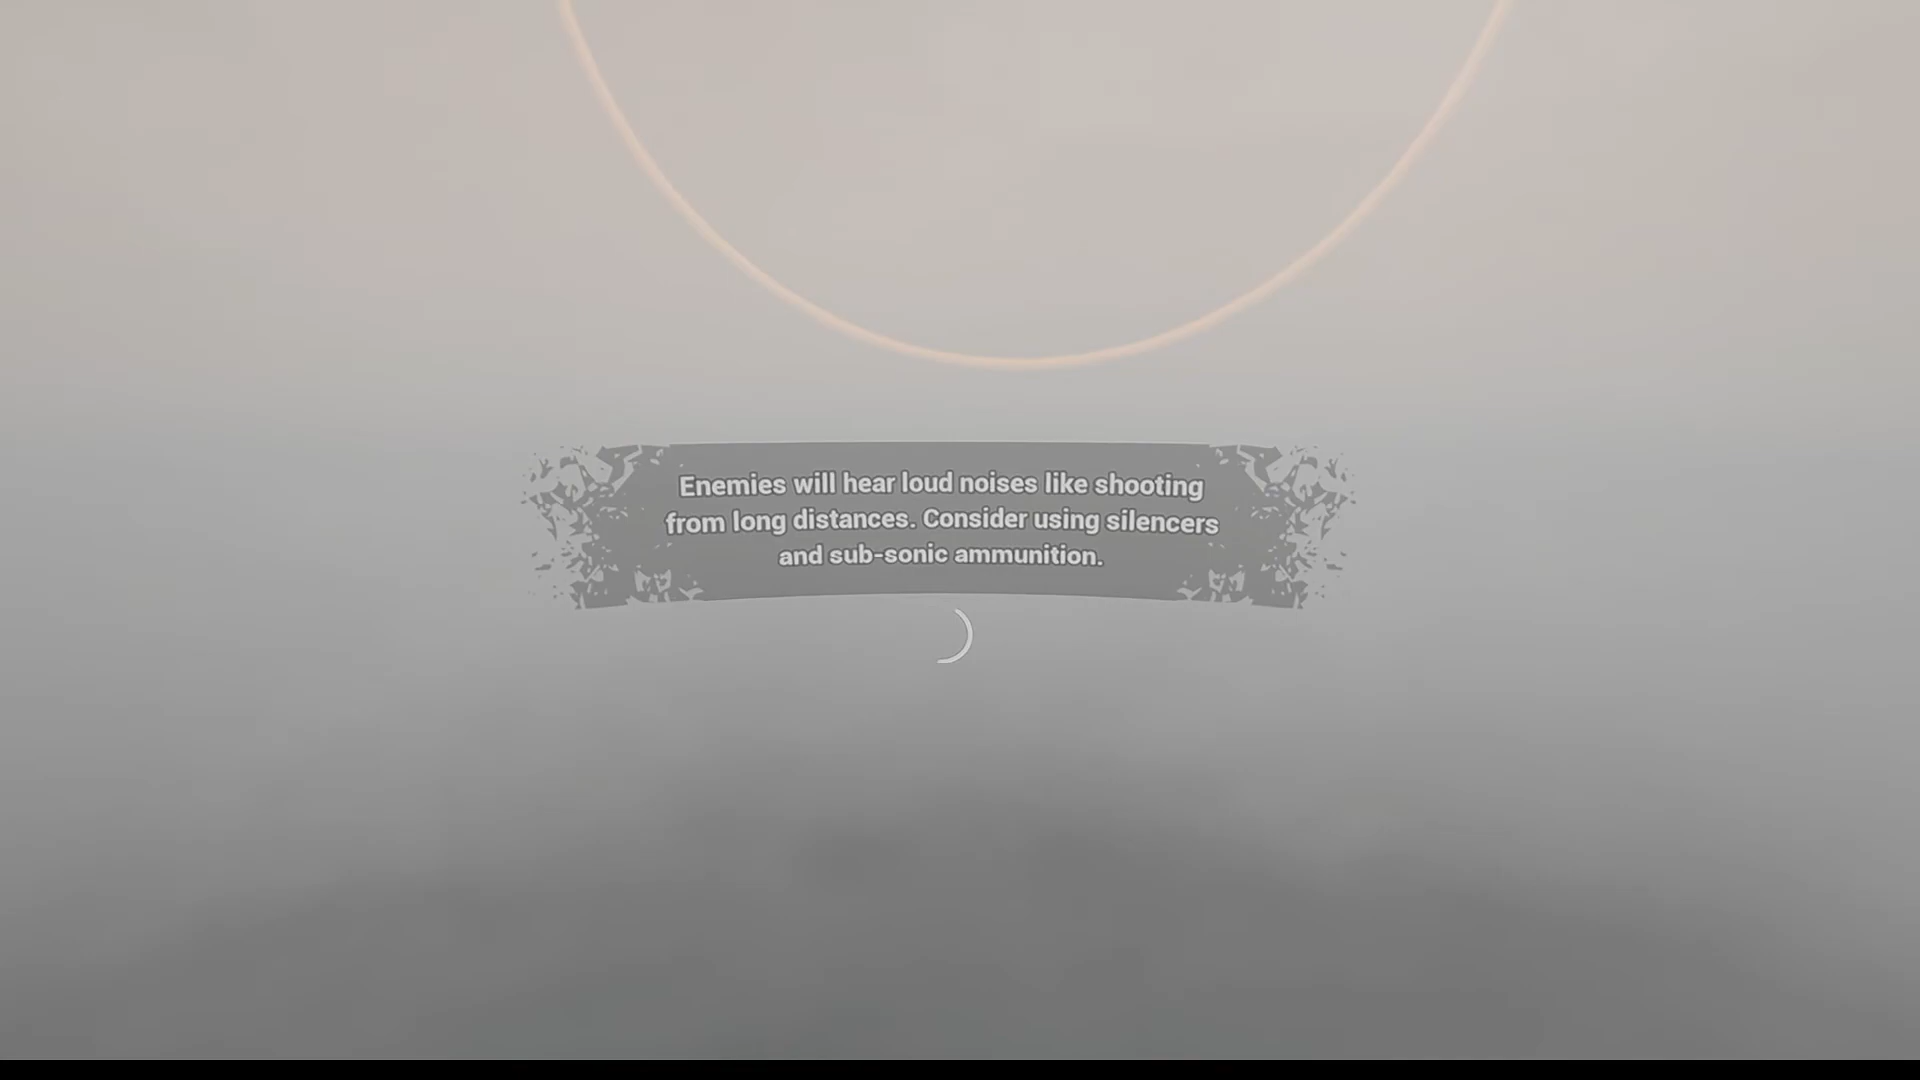 Enemies will hear loud noises like shooting
from long distances. Consider using silencers
and sub-sonic ammunition.